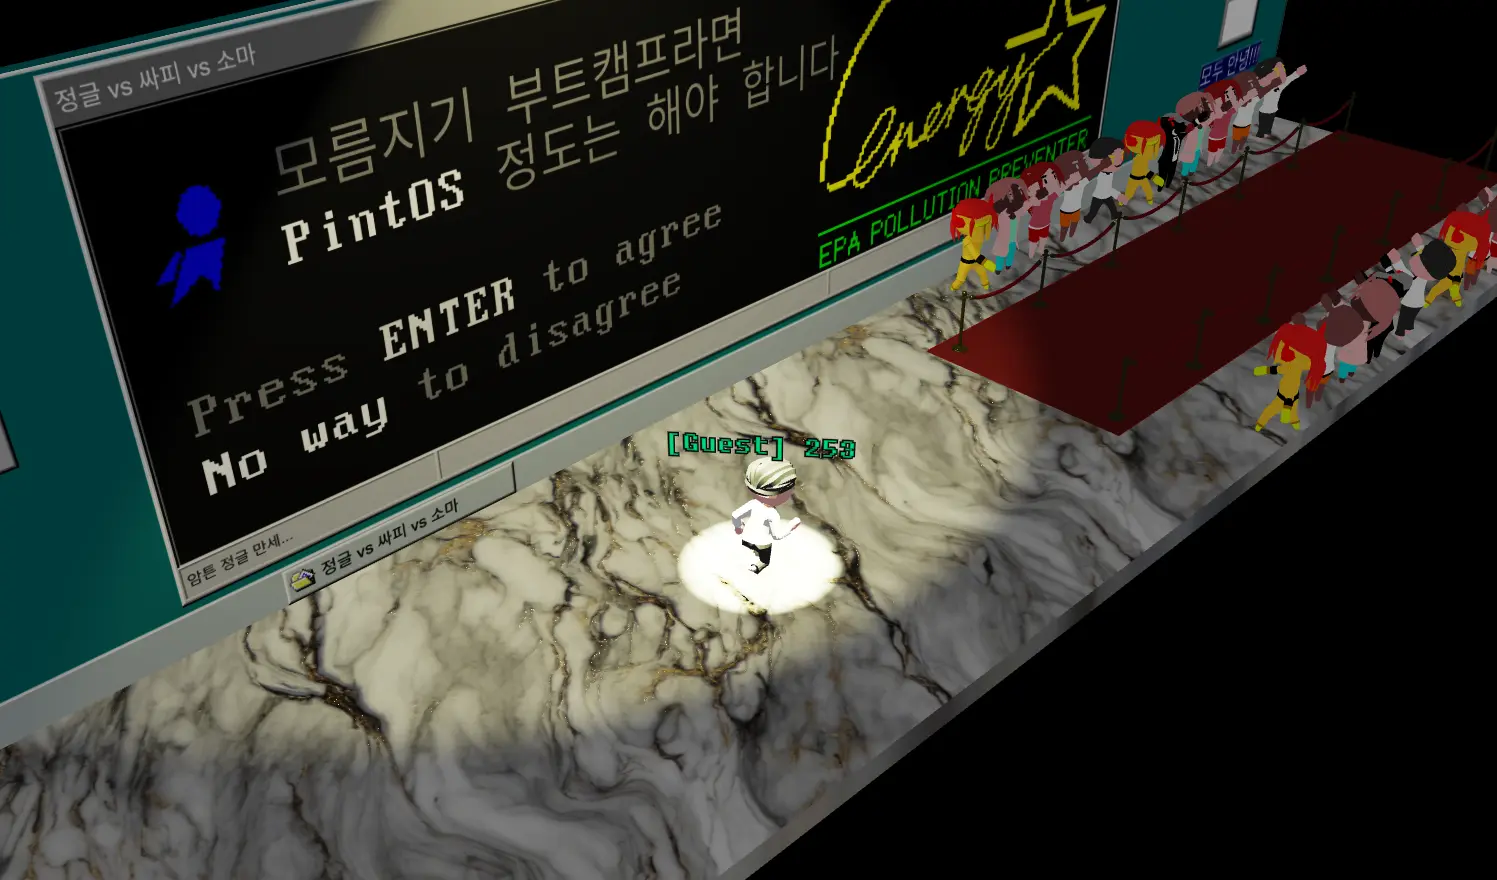 정글 vs 싸피 vs 소마
모름지기 부트캠프라면
PintOS 정도는 해야 합니다
Press ENTER to agree
No way to disagree
energy
EPA POLLUTION PREVENTER
암튼 정글 만세...
정글 vs 싸피 vs 소마
모두 안녕!!!
[Guest] 253